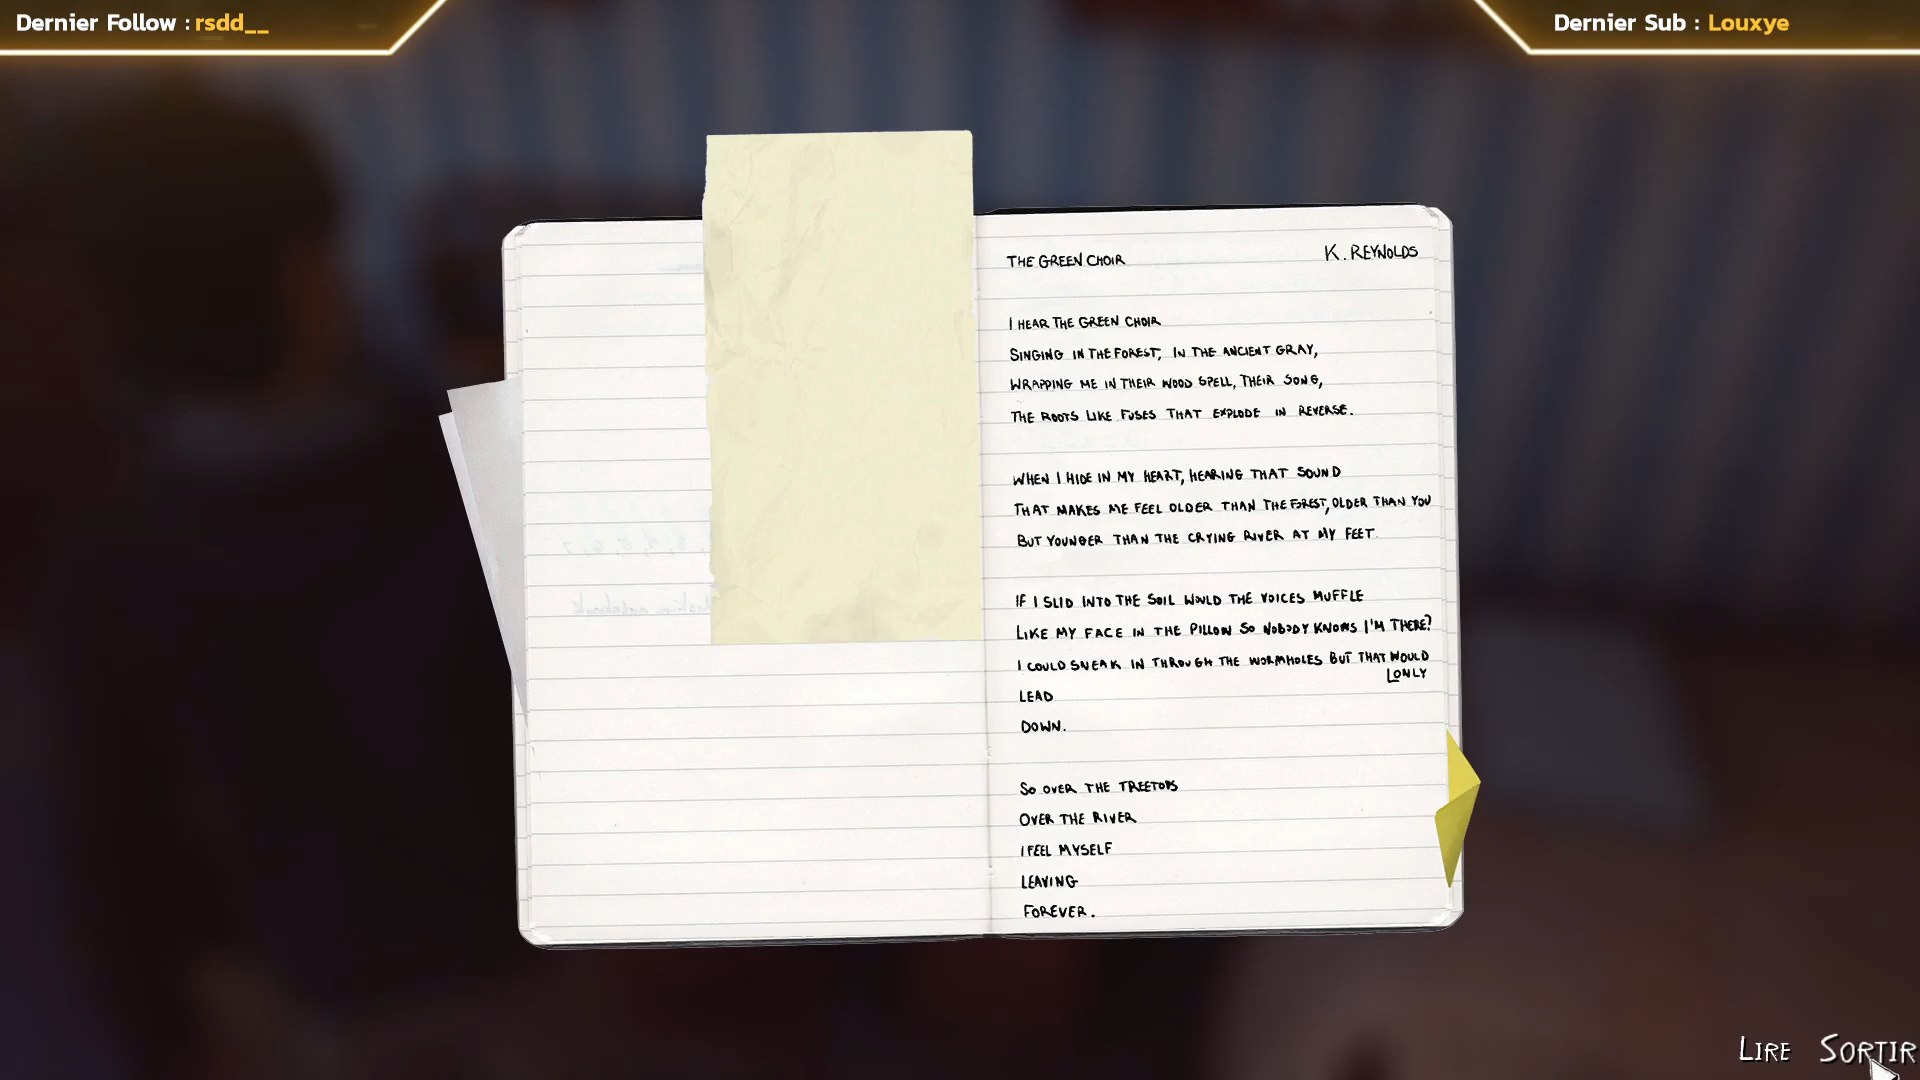 Dernier Follow : rsdd__
Dernier Sub : Louxye
THE GREEN CHOIR
K. REYNOLDS
I HEAR THE GREEN CHOIR
SINGING IN THE FOREST, IN THE ANCIENT GRAY,
WRAPPING ME IN THEIR WOOD SPELL, THEIR SONG,
THE ROOTS LIKE FUSES THAT EXPLODE IN REVERSE.
WHEN I HIDE IN MY HEART, HEARING THAT SOUND
THAT MAKES ME FEEL OLDER THAN THE FOREST, OLDER THAN YOU
BUT YOUNGER THAN THE CRYING RIVER AT MY FEET.
IF I SLID INTO THE SOIL WOULD THE VOICES MUFFLE
LIKE MY FACE IN THE PILLOW SO NOBODY KNOWS I'M THERE?
I COULD SNEAK IN THROUGH THE WORMHOLES BUT THAT WOULD
ONLY
LEAD
DOWN.
SO OVER THE TREETOPS
OVER THE RIVER
I FEEL MYSELF
LEAVING
FOREVER.
LIRE SORTIR